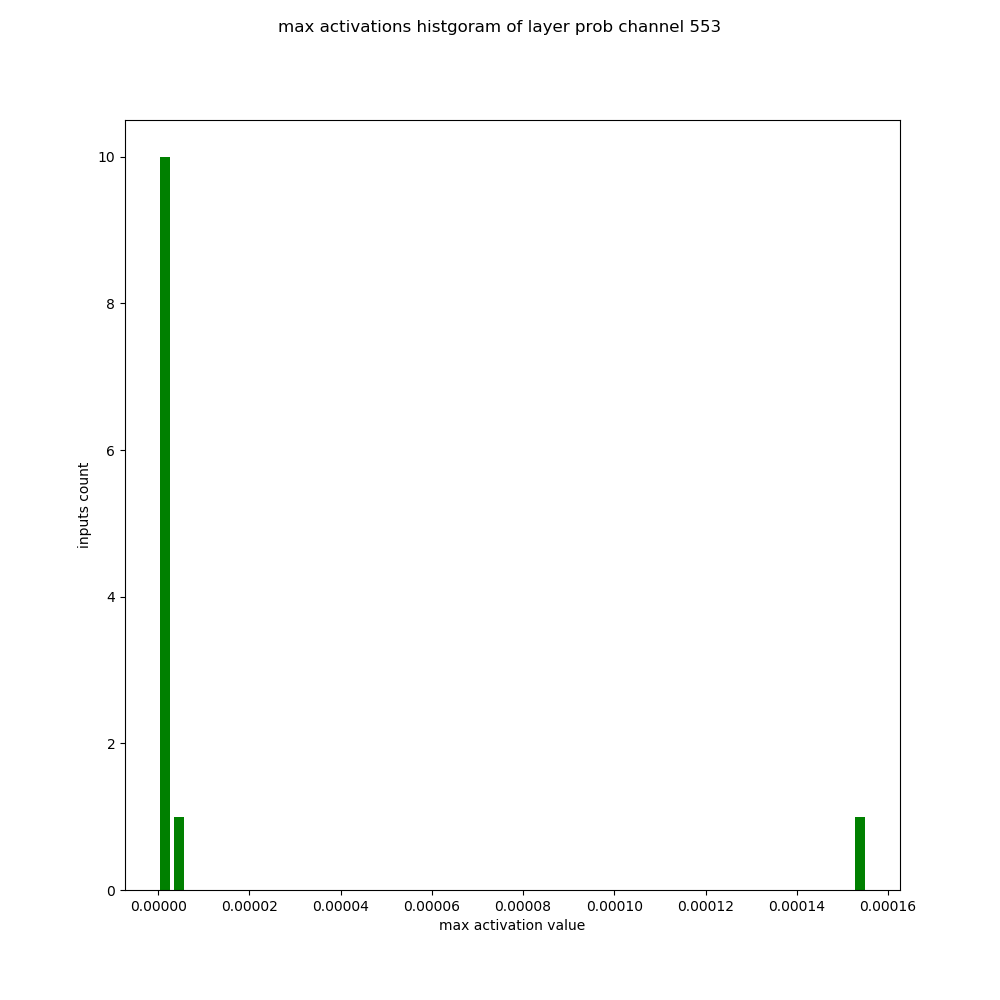 max activations histgoram of layer prob channel 553
10
8
6
4
2
0
inputs count
0.00000 0.00002 0.00004 0.00006 0.00008 0.00010 0.00012 0.00014 0.00016
max activation value